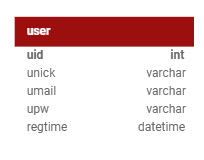 user
uid int
unick varchar
umail varchar
upw varchar
regtime datetime